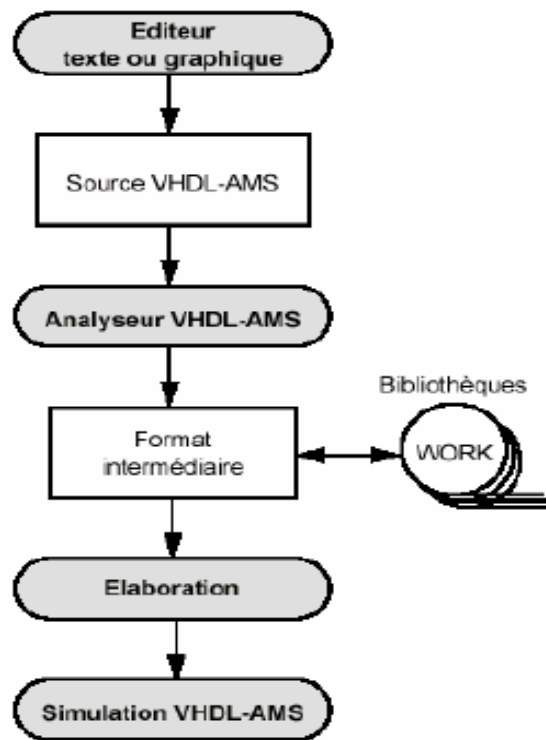 Editeur
texte ou graphique
Source VHDL-AMS
Analyseur VHDL-AMS
Bibliothèques
Format
intermédiaire
WORK
Elaboration
Simulation VHDL-AMS